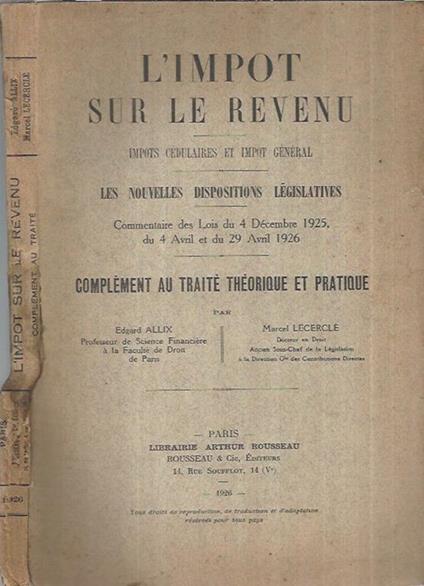 L'IMPOT
SUR LE REVENU
IMPOTS CÉDULAIRES ET IMPOT GÉNÉRAL
LES NOUVELLES DISPOSITIONS LÉGISLATIVES
Commentaire des Lois du 4 Décembre 1925,
du 4 Avril et du 29 Avril 1926
COMPLÉMENT AU TRAITÉ THÉORIQUE ET PRATIQUE
PAR
Edgard ALLIX
Professeur de Science Financière
à la Faculté de Droit
de Paris
Marcel LECERCLÉ
Docteur en Droit
Ancien Sous-Chef de la Législation
à la Direction Gle des Contributions Directes
— PARIS —
LIBRAIRIE ARTHUR ROUSSEAU
ROUSSEAU & Cie, ÉDITEURS
14, RUE SOUFFLOT, 14 (Ve)
— 1926 —
Tous droits de reproduction, de traduction et d'adaptation
réservés pour tous pays
Edgard ALLIX
Marcel LECERCLÉ
L'IMPOT SUR LE REVENU
COMPLÉMENT AU TRAITÉ
PARIS
1926